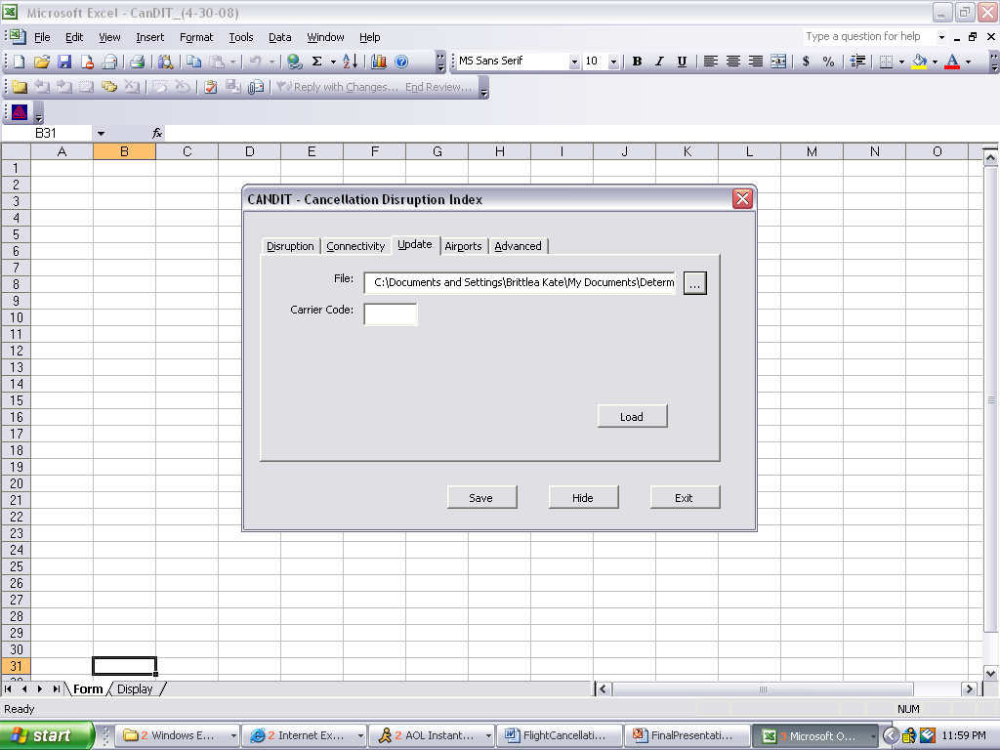 Microsoft Excel - CanDIT_(4-30-08)
File Edit View Insert Format Tools Data Window Help Type a question for help
MS Sans Serif 10 B I U $ %
Reply with Changes... End Review...
B31 fx
A B C D E F G H I J K L M N O
1
2
3
4
5
6
7
8
9
10
11
12
13
14
15
16
17
18
19
20
21
22
23
24
25
26
27
28
29
30
31
CANDIT - Cancellation Disruption Index
Disruption Connectivity Update Airports Advanced
File: C:\Documents and Settings\Brittlea Kate\My Documents\Determ ...
Carrier Code:
Load
Save Hide Exit
Form Display
Ready NUM
start 2 Windows E... 2 Internet Ex... 2 AOL Instant... FlightCancellati... FinalPresentati... 3 Microsoft O... 11:59 PM